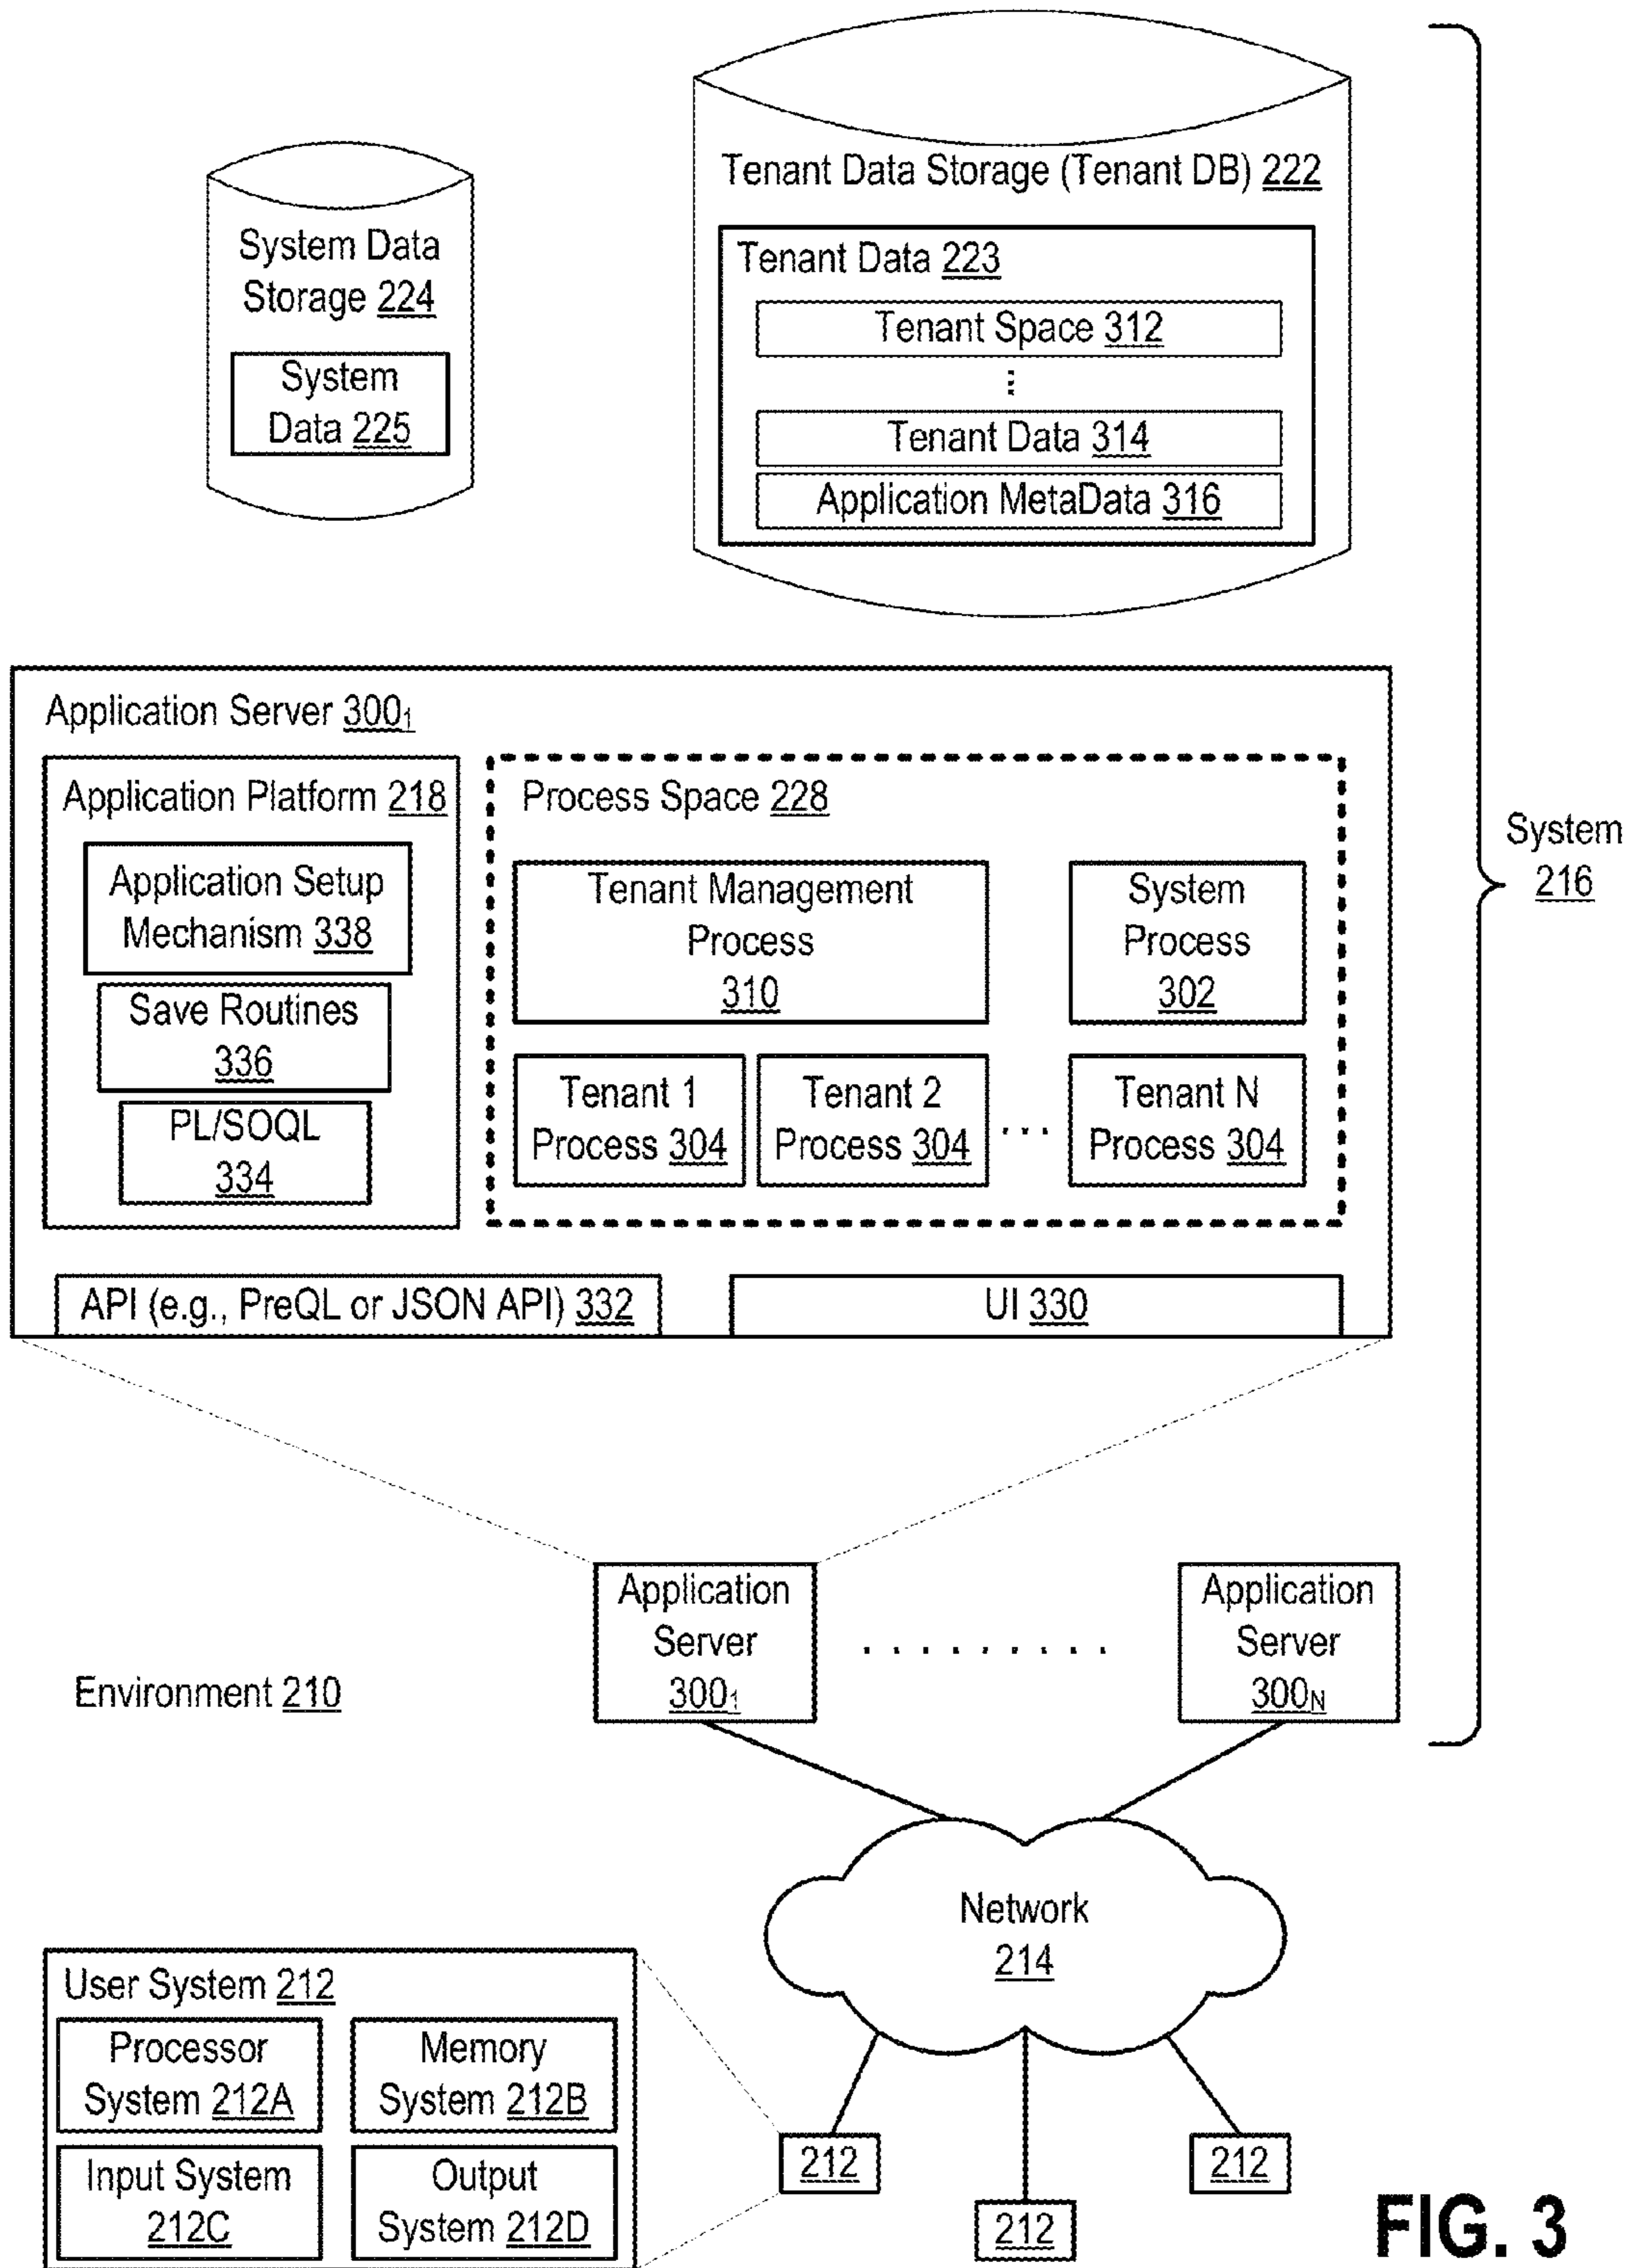 Tenant Data Storage (Tenant DB) 222
System Data
Storage 224
System
Data 225
Tenant Data 223
Tenant Space 312
⋮
Tenant Data 314
Application MetaData 316
System
216
Application Server 300₁
Application Platform 218
Application Setup
Mechanism 338
Save Routines
336
PL/SOQL
334
Process Space 228
Tenant Management
Process
310
System
Process
302
Tenant 1
Process 304
Tenant 2
Process 304
...
Tenant N
Process 304
API (e.g., PreQL or JSON API) 332
UI 330
Application
Server
300₁
. . . . . . . . . .
Application
Server
300N
Environment 210
Network
214
User System 212
Processor
System 212A
Memory
System 212B
Input System
212C
Output
System 212D
212
212
212
FIG. 3